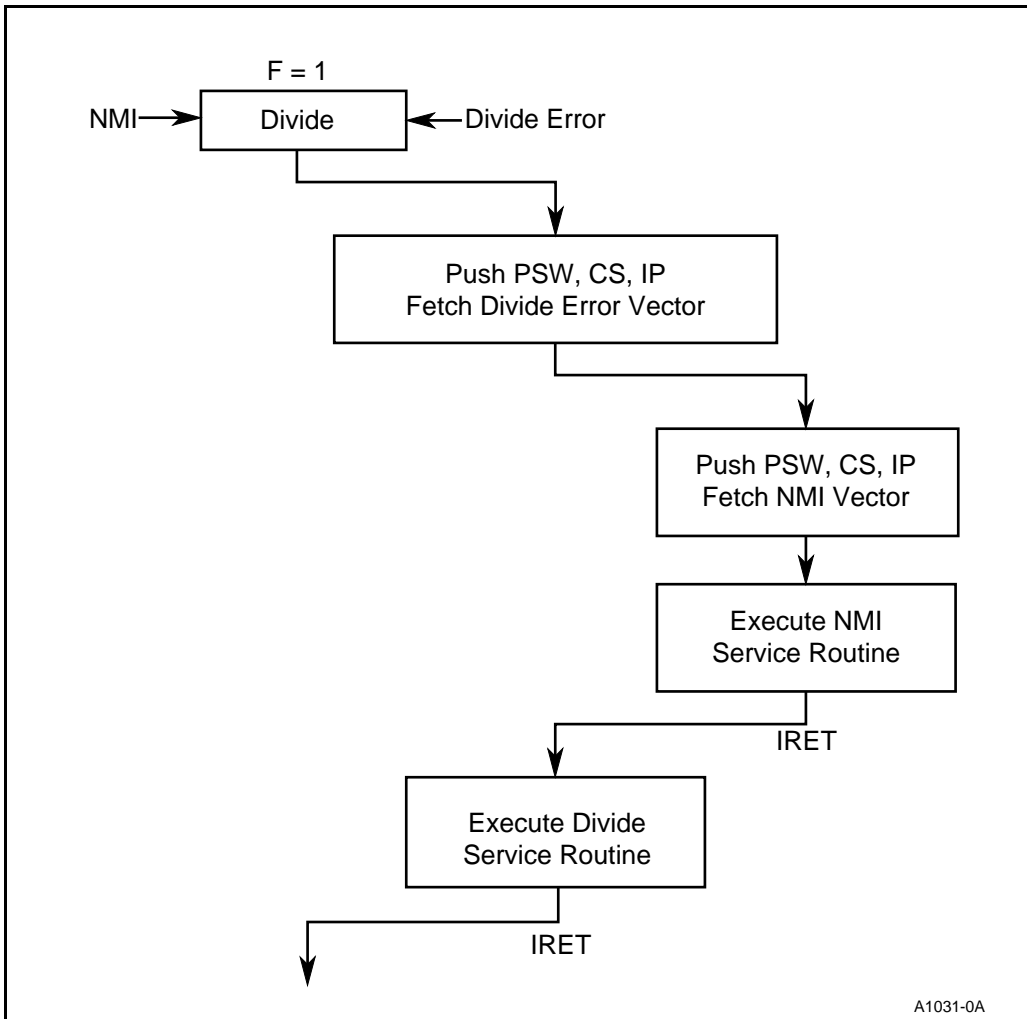 F = 1
NMI
Divide
Divide Error
Push PSW, CS, IP
Fetch Divide Error Vector
Push PSW, CS, IP
Fetch NMI Vector
Execute NMI
Service Routine
IRET
Execute Divide
Service Routine
IRET
A1031-0A